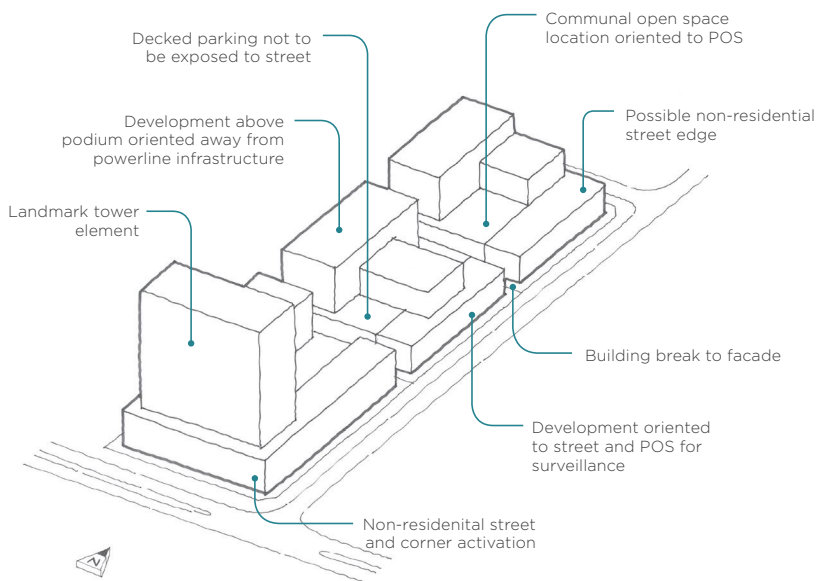 Communal open space
location oriented to POS
Decked parking not to
be exposed to street
Possible non-residential
street edge
Development above
podium oriented away from
powerline infrastructure
Landmark tower
element
Building break to facade
Development oriented
to street and POS for
surveillance
Non-residenital street
and corner activation
N